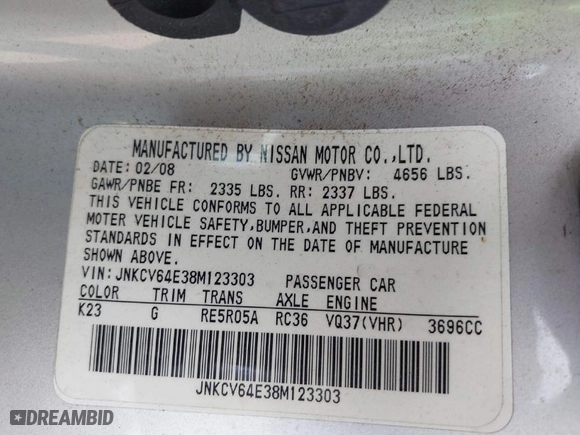 MANUFACTURED BY NISSAN MOTOR CO.,LTD.
DATE: 02/08 GVWR/PNBV: 4656 LBS.
GAWR/PNBE FR: 2335 LBS. RR: 2337 LBS.
THIS VEHICLE CONFORMS TO ALL APPLICABLE FEDERAL
MOTER VEHICLE SAFETY, BUMPER, AND THEFT PREVENTION
STANDARDS IN EFFECT ON THE DATE OF MANUFACTURE
SHOWN ABOVE.
VIN: JNKCV64E38M123303 PASSENGER CAR
COLOR TRIM TRANS AXLE ENGINE
K23 G RE5R05A RC36 VQ37(VHR) 3696CC
JNKCV64E38M123303
DREAMBID